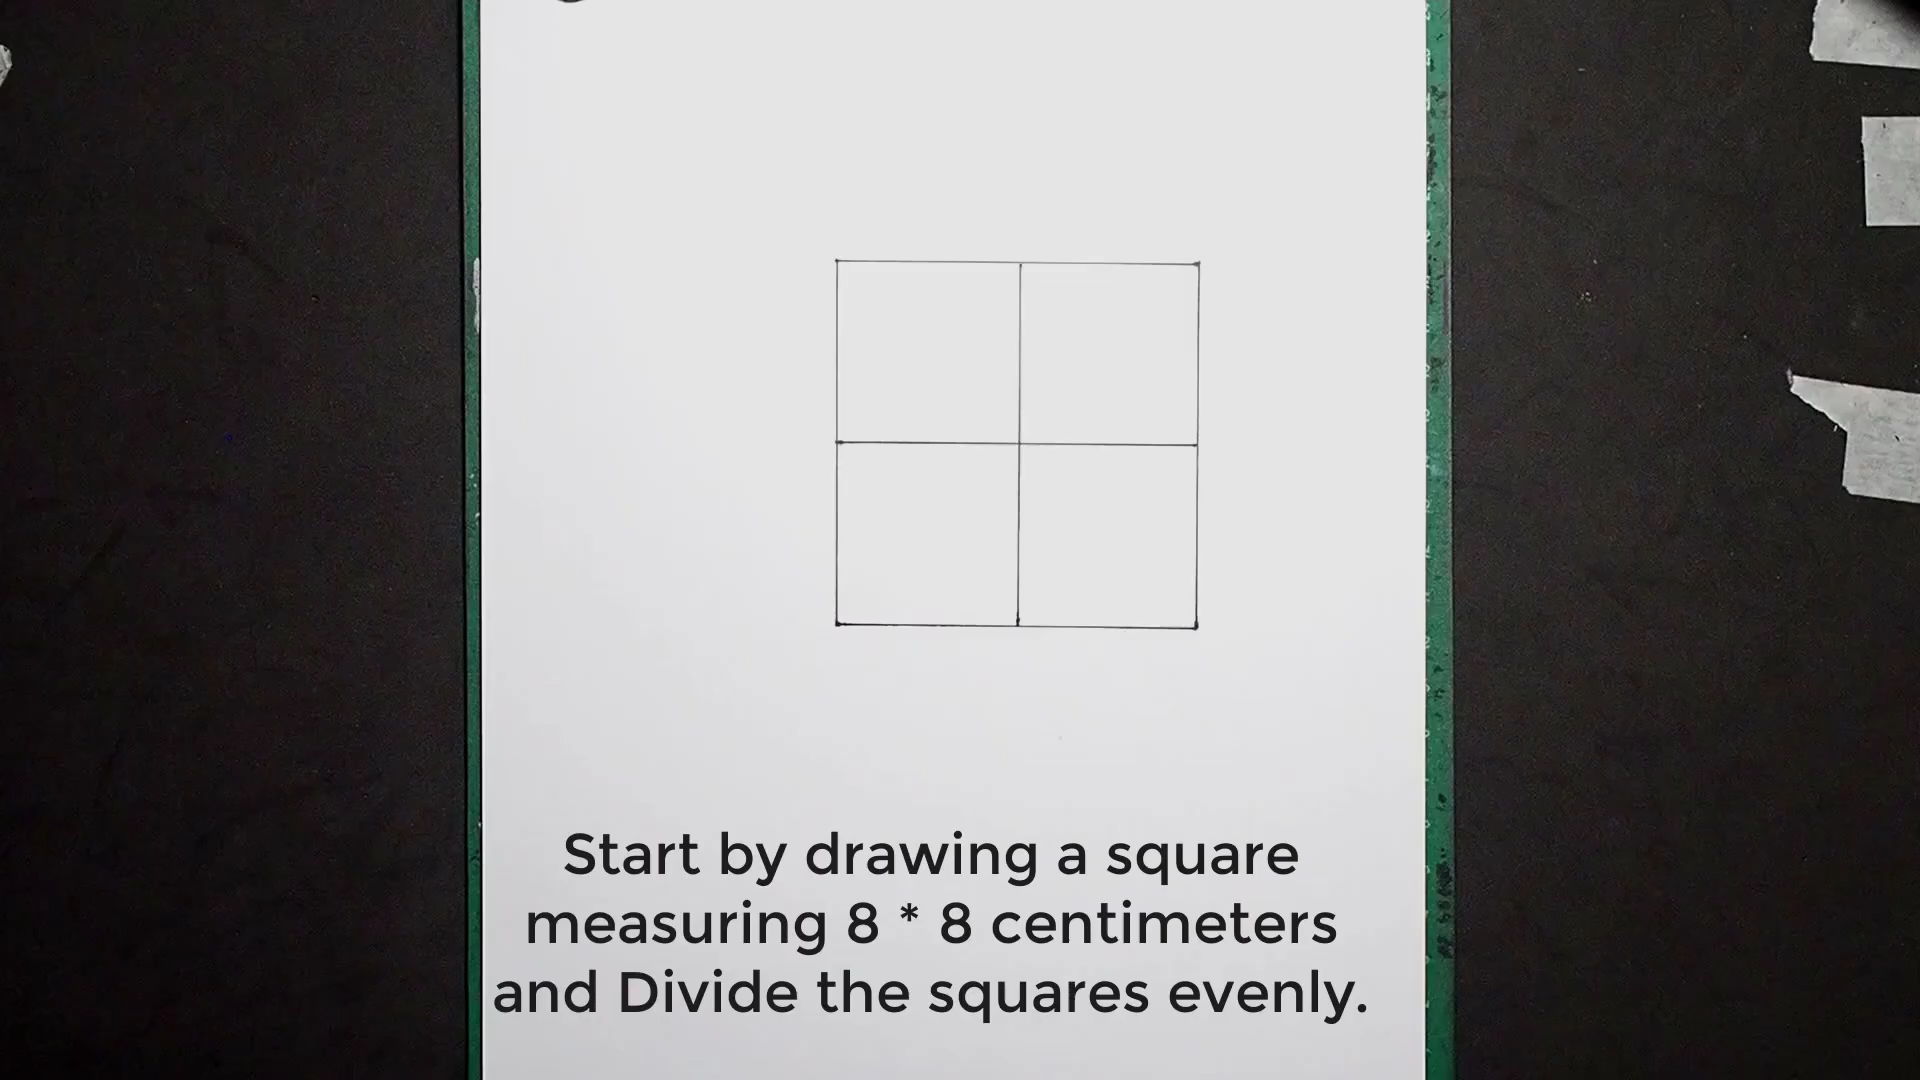 Start by drawing a square
measuring 8 * 8 centimeters
and Divide the squares evenly.